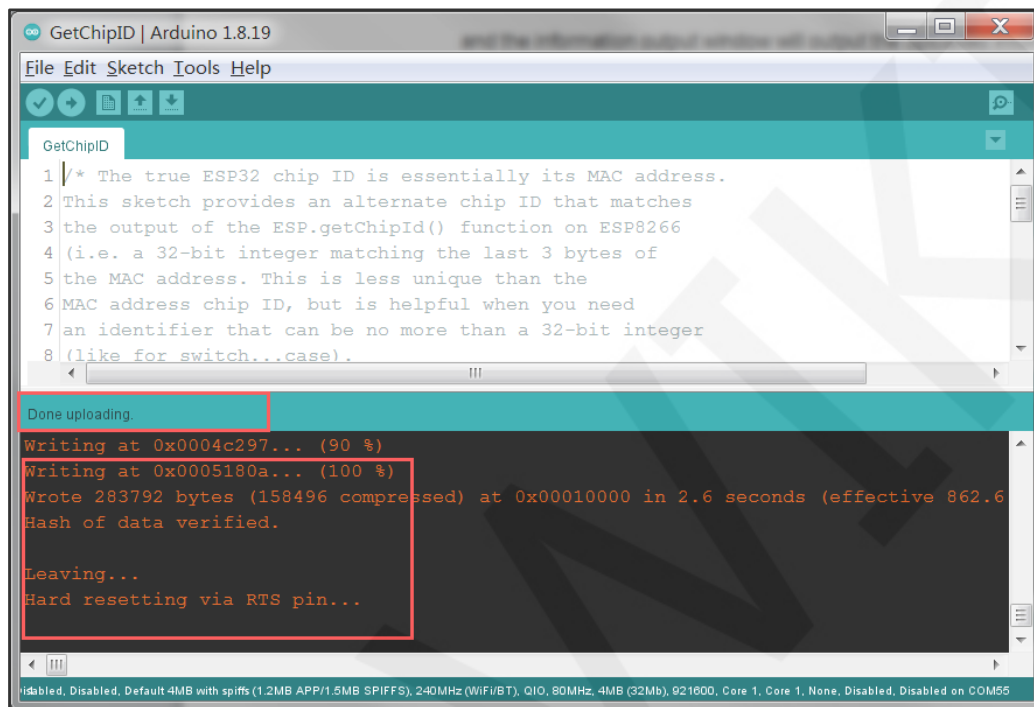 GetChipID | Arduino 1.8.19
and the information output window will output the
File Edit Sketch Tools Help
GetChipID
1 /* The true ESP32 chip ID is essentially its MAC address.
2 This sketch provides an alternate chip ID that matches
3 the output of the ESP.getChipId() function on ESP8266
4 (i.e. a 32-bit integer matching the last 3 bytes of
5 the MAC address. This is less unique than the
6 MAC address chip ID, but is helpful when you need
7 an identifier that can be no more than a 32-bit integer
8 (like for switch...case).
Done uploading.
Writing at 0x0004c297... (90 %)
Writing at 0x0005180a... (100 %)
Wrote 283792 bytes (158496 compressed) at 0x00010000 in 2.6 seconds (effective 862.6
Hash of data verified.
Leaving...
Hard resetting via RTS pin...
isabled, Disabled, Default 4MB with spiffs (1.2MB APP/1.5MB SPIFFS), 240MHz (WiFi/BT), QIO, 80MHz, 4MB (32Mb), 921600, Core 1, Core 1, None, Disabled, Disabled on COM55